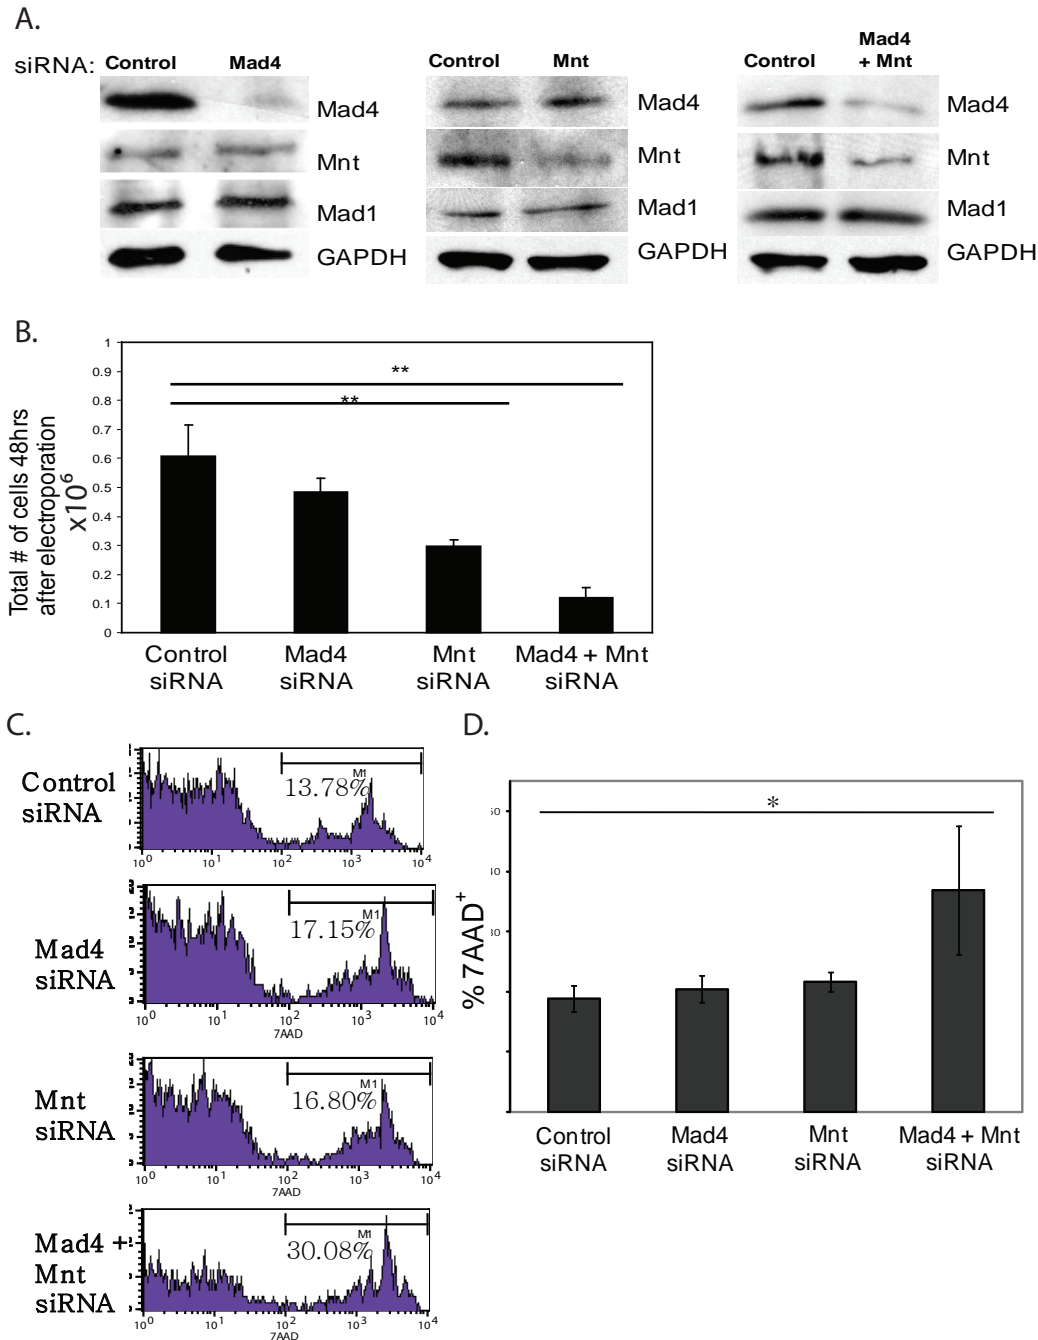 A.
siRNA: Control Mad4
Mad4
Mnt
Mad1
GAPDH
Control Mnt
Mad4
Mnt
Mad1
GAPDH
Control Mad4
+ Mnt
Mad4
Mnt
Mad1
GAPDH
B.
Total # of cells 48hrs
after electroporation
x10^6
1
0.9
0.8
0.7
0.6
0.5
0.4
0.3
0.2
0.1
0
**
**
Control
siRNA
Mad4
siRNA
Mnt
siRNA
Mad4 + Mnt
siRNA
C.
Control
siRNA
M1
13.78%
10^0 10^1 10^2 10^3 10^4
Mad4
siRNA
M1
17.15%
10^0 10^1 10^2 10^3 10^4
7AAD
Mnt
siRNA
M1
16.80%
10^0 10^1 10^2 10^3 10^4
7AAD
Mad4 +
Mnt
siRNA
M1
30.08%
10^0 10^1 10^2 10^3 10^4
7AAD
D.
% 7AAD^+
*
Control
siRNA
Mad4
siRNA
Mnt
siRNA
Mad4 + Mnt
siRNA